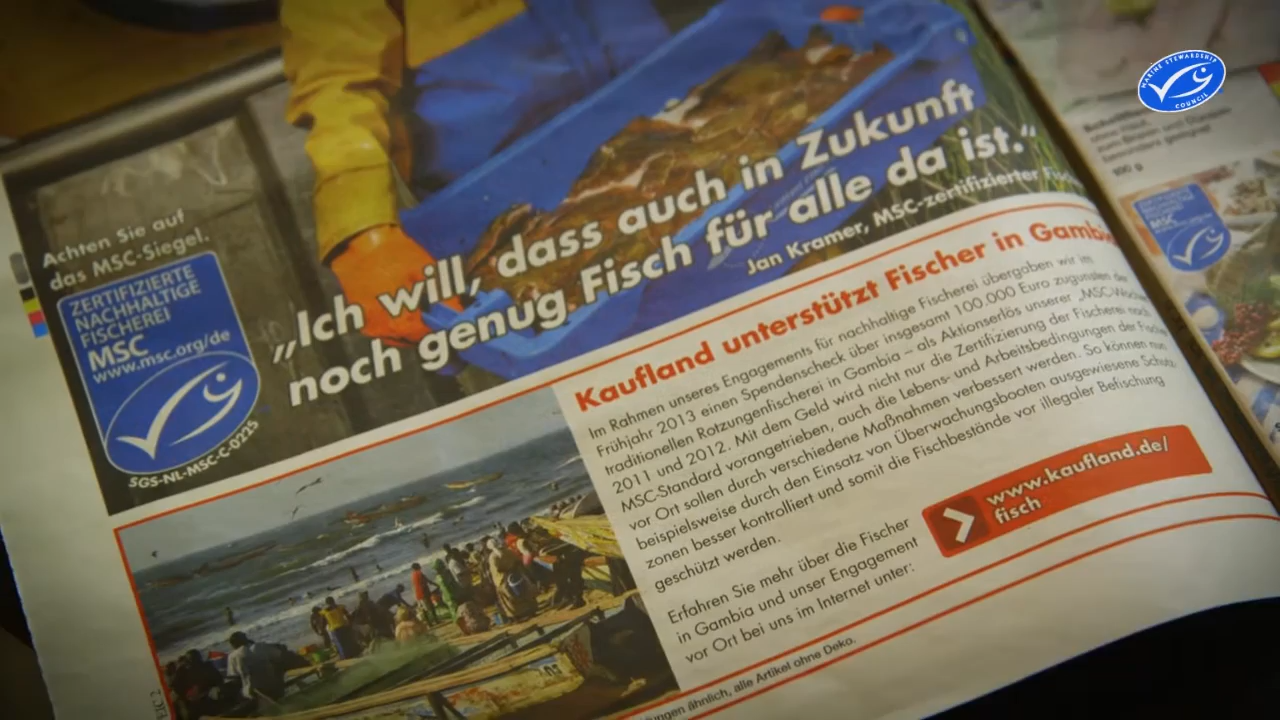 MARINE STEWARDSHIP
COUNCIL
Achten Sie auf
das MSC-Siegel.
ZERTIFIZIERTE
NACHHALTIGE
FISCHEREI
MSC
www.msc.org/de
SGS-NL-MSC-C-0225
„Ich will, dass auch in Zukunft
noch genug Fisch für alle da ist.“
Jan Kramer, MSC-zertifizierter
Kaufland unterstützt Fischer in
Im Rahmen unseres Engagements für nachhaltige Fischerei übergaben wir im
Frühjahr 2013 einen Spendenscheck über insgesamt 100.000 Euro zugunsten der
traditionellen Rotzungenfischerei in Gambia – als Aktionserlös unserer
2011 und 2012. Mit dem Geld wird nicht nur die Zertifizierung der Fischerei nach
MSC-Standard vorangetrieben, auch die Lebens- und Arbeitsbedingungen der Fischer
vor Ort sollen durch verschiedene Maßnahmen verbessert werden. So können nun
beispielsweise durch den Einsatz von Überwachungsbooten ausgewiesene Schutz-
zonen besser kontrolliert und somit die Fischbestände vor illegaler Befischung
geschützt werden.
Erfahren Sie mehr über die Fischer
in Gambia und unser Engagement
vor Ort bei uns im Internet unter:
www.kaufland.de/
fisch
ähnlich, alle Artikel ohne Deko.
MSC